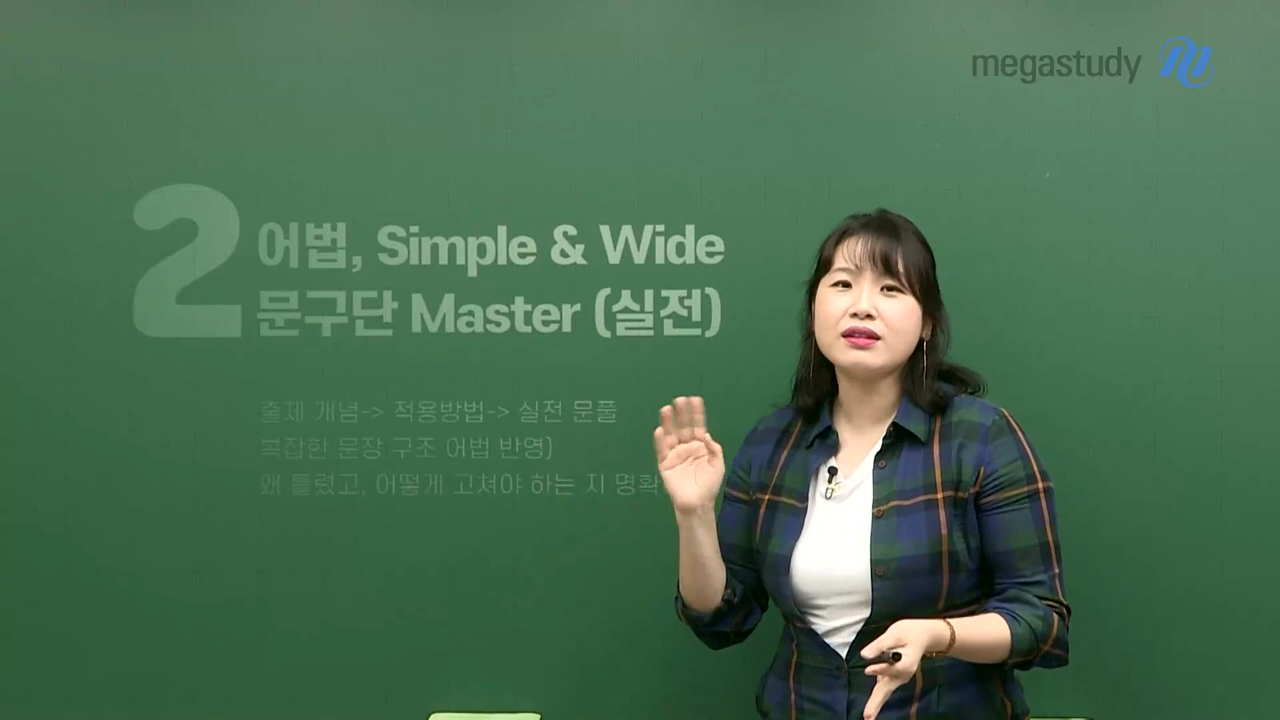 megastudy
2
어법, Simple & Wide
문구단 Master (실전)
출제 개념-> 적용방법-> 실전 문풀
복잡한 문장 구조 어법 반영)
왜 틀렸고, 어떻게 고쳐야 하는 지 명확